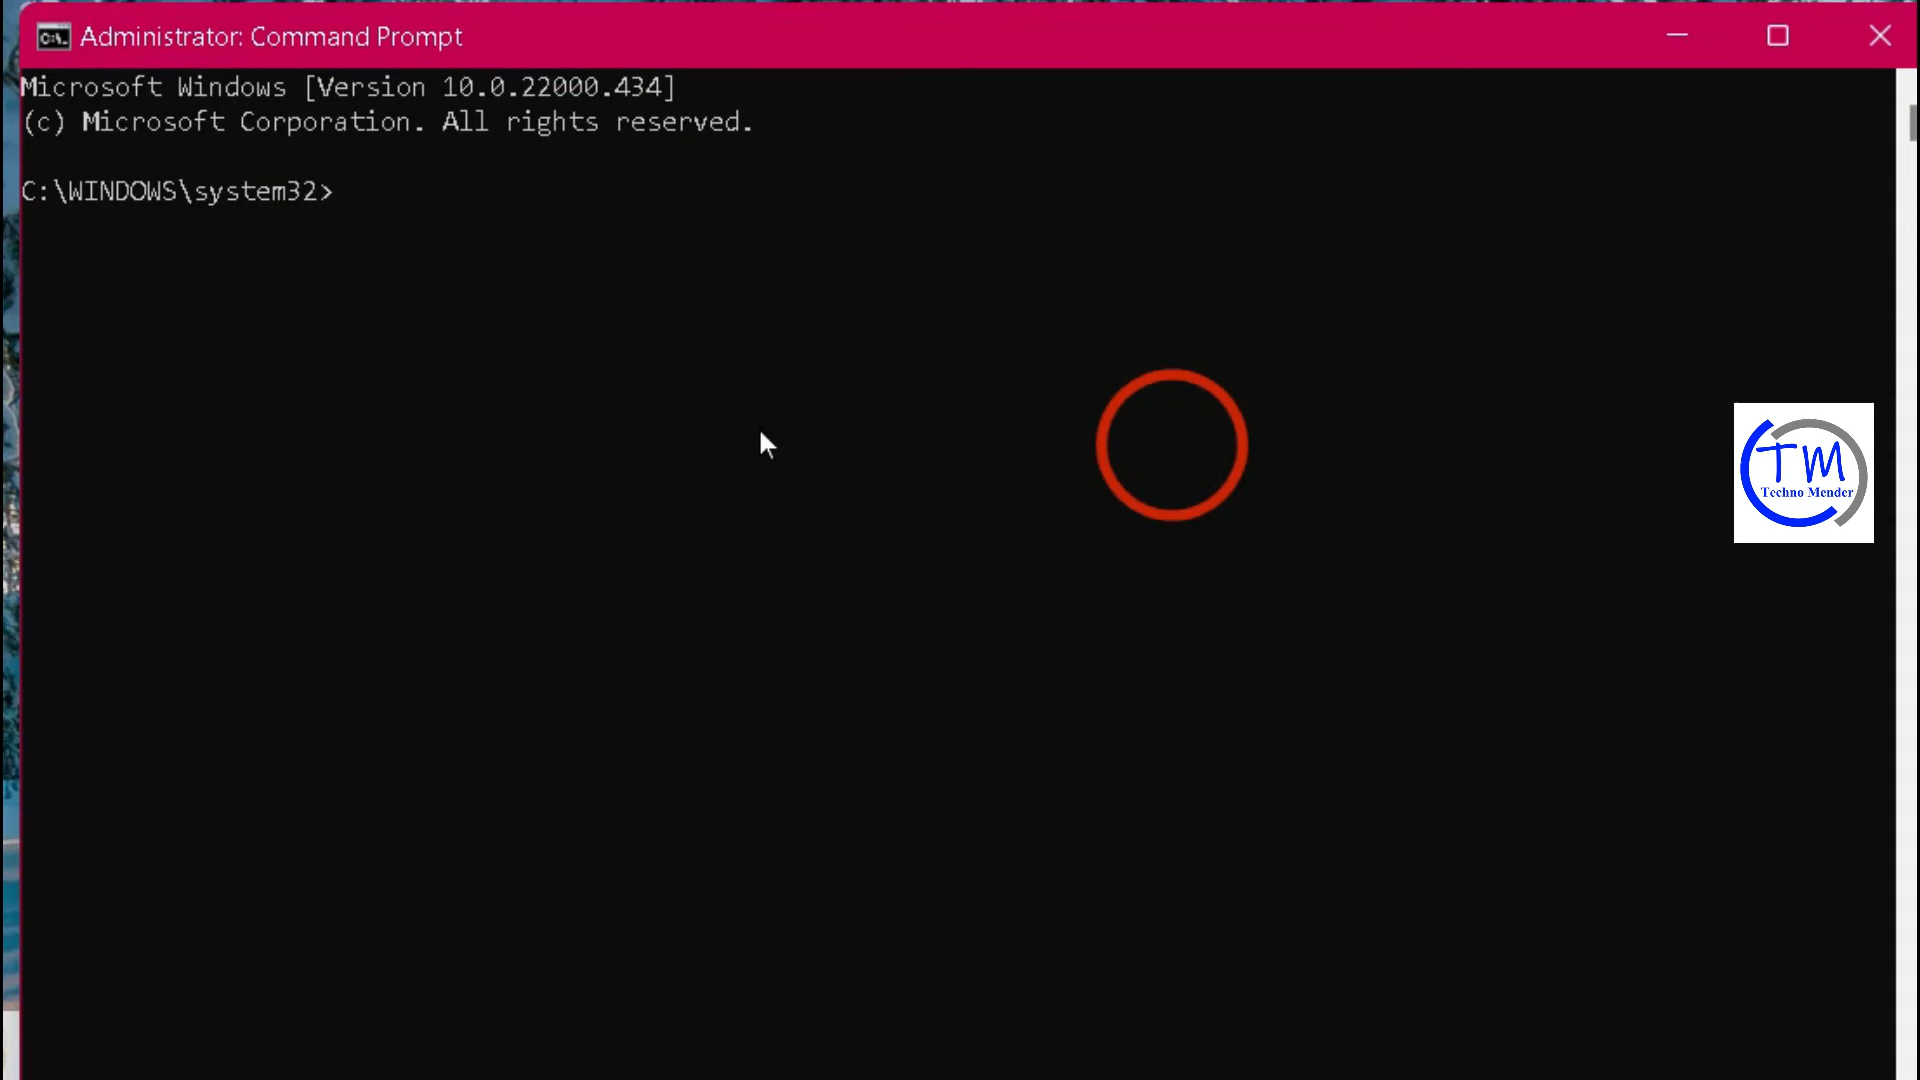 Administrator: Command Prompt
Microsoft Windows [Version 10.0.22000.434]
(c) Microsoft Corporation. All rights reserved.
C:\WINDOWS\system32>
TM
Techno Mender